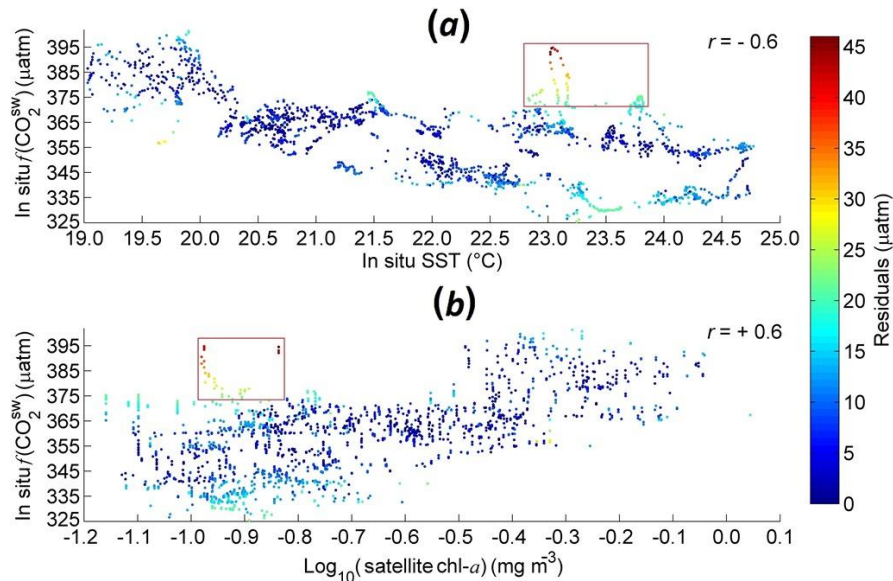 (a)
r = - 0.6
In situ f(CO₂ˢʷ) (µatm)
395
385
375
365
355
345
335
325
19.0 19.5 20.0 20.5 21.0 21.5 22.0 22.5 23.0 23.5 24.0 24.5 25.0
In situ SST (°C)
(b)
r = + 0.6
In situ f(CO₂ˢʷ) (µatm)
395
385
375
365
355
345
335
325
-1.2 -1.1 -1.0 -0.9 -0.8 -0.7 -0.6 -0.5 -0.4 -0.3 -0.2 -0.1 0.0 0.1
Log₁₀(satellite chl-a) (mg m⁻³)
45
40
35
30
25
20
15
10
5
0
Residuals (µatm)